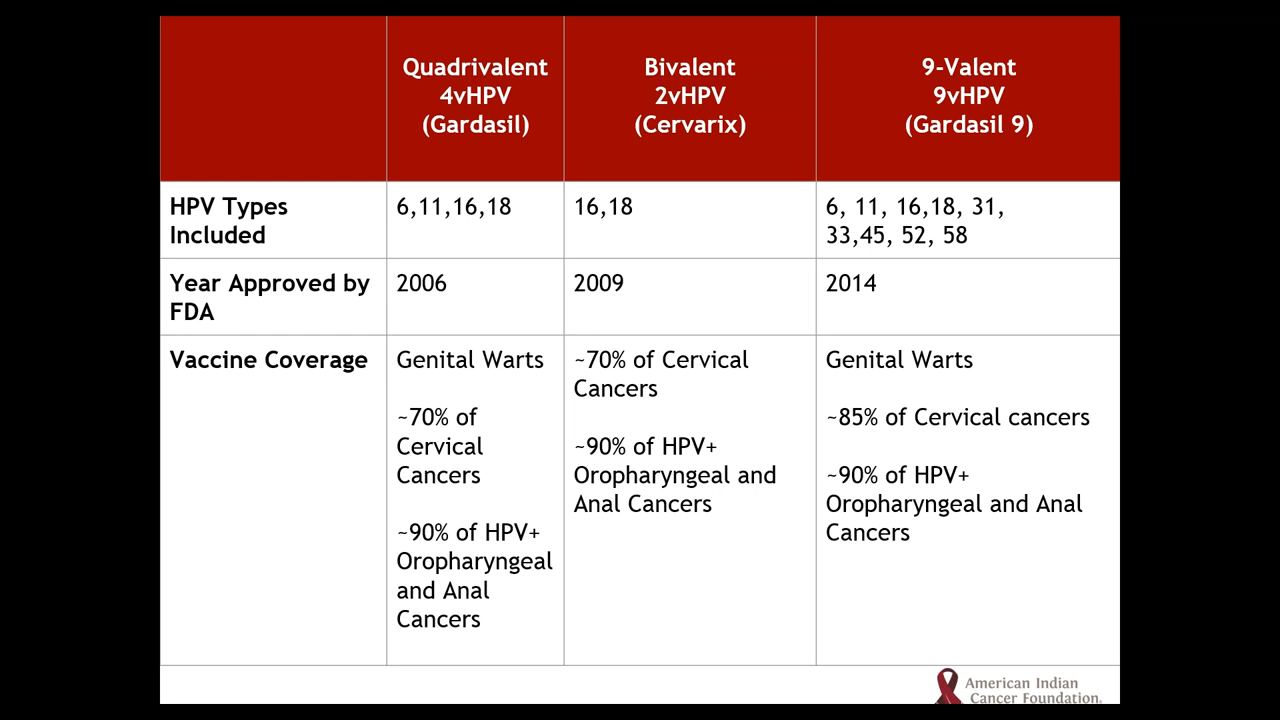 Quadrivalent
4vHPV
(Gardasil)
Bivalent
2vHPV
(Cervarix)
9-Valent
9vHPV
(Gardasil 9)
HPV Types
Included
6,11,16,18
16,18
6, 11, 16,18, 31,
33,45, 52, 58
Year Approved by
FDA
2006
2009
2014
Vaccine Coverage
Genital Warts
~70% of
Cervical
Cancers
~90% of HPV+
Oropharyngeal
and Anal
Cancers
~70% of Cervical
Cancers
~90% of HPV+
Oropharyngeal and
Anal Cancers
Genital Warts
~85% of Cervical cancers
~90% of HPV+
Oropharyngeal and Anal
Cancers
American Indian
Cancer Foundation.